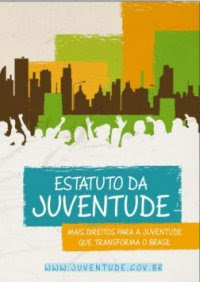 ESTATUTO DA
JUVENTUDE
MAIS DIREITOS PARA A JUVENTUDE
QUE TRANSFORMA O BRASIL
WWW.JUVENTUDE.GOV.BR